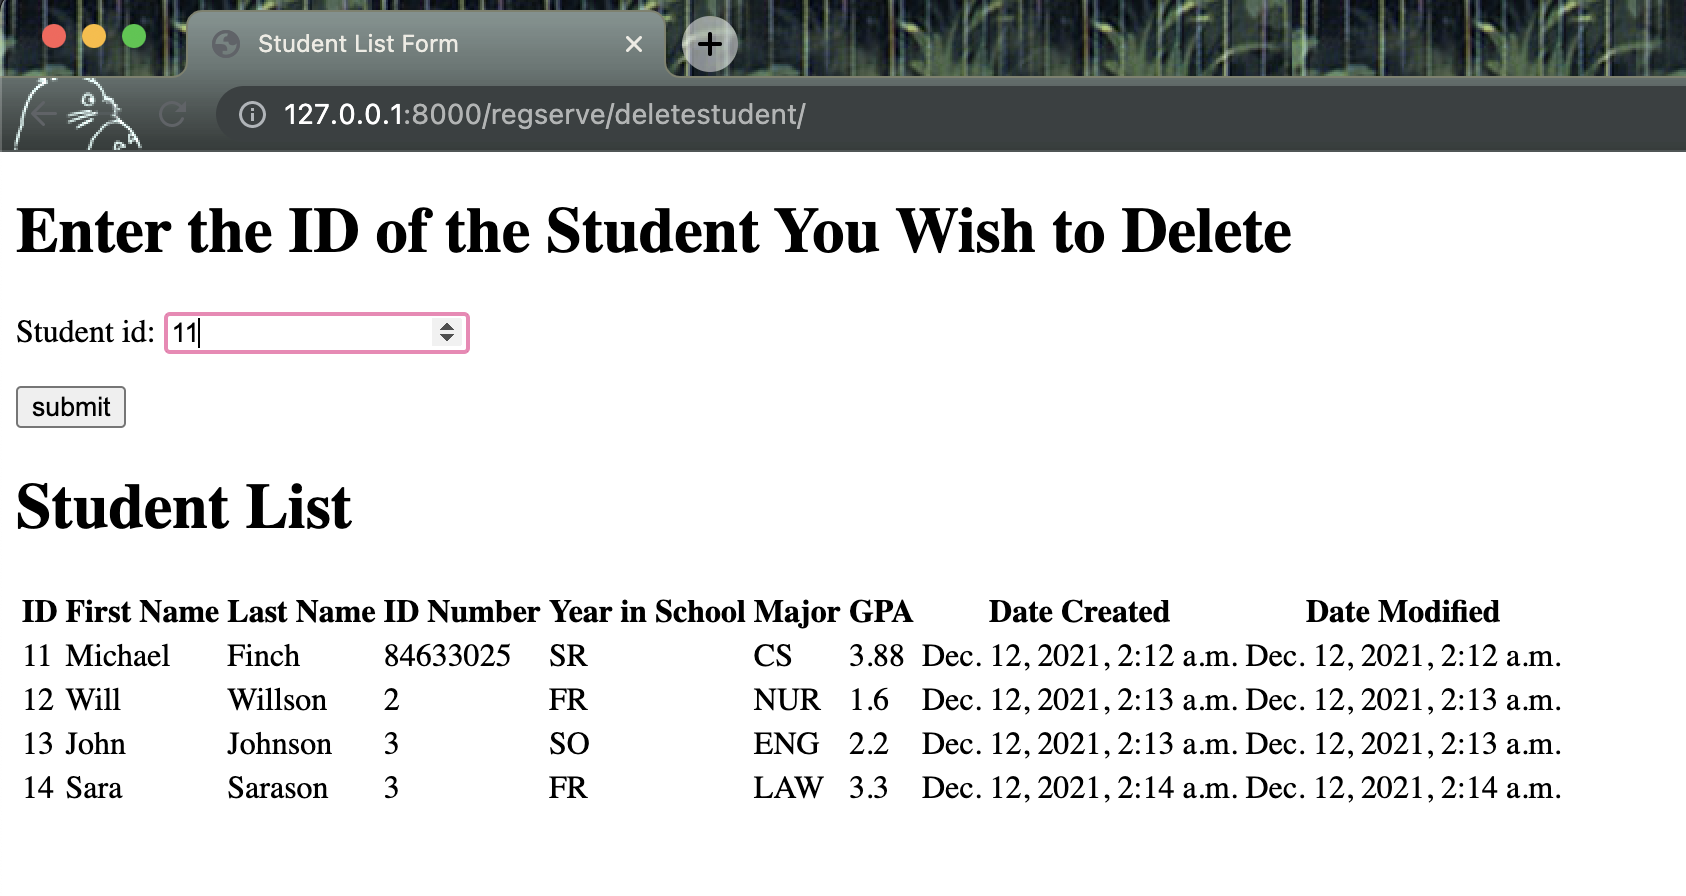 Student List Form
127.0.0.1:8000/regserve/deletestudent/
Enter the ID of the Student You Wish to Delete
Student id: 11
submit
Student List
ID First Name Last Name ID Number Year in School Major GPA Date Created Date Modified
11 Michael Finch 84633025 SR CS 3.88 Dec. 12, 2021, 2:12 a.m. Dec. 12, 2021, 2:12 a.m.
12 Will Willson 2 FR NUR 1.6 Dec. 12, 2021, 2:13 a.m. Dec. 12, 2021, 2:13 a.m.
13 John Johnson 3 SO ENG 2.2 Dec. 12, 2021, 2:13 a.m. Dec. 12, 2021, 2:13 a.m.
14 Sara Sarason 3 FR LAW 3.3 Dec. 12, 2021, 2:14 a.m. Dec. 12, 2021, 2:14 a.m.